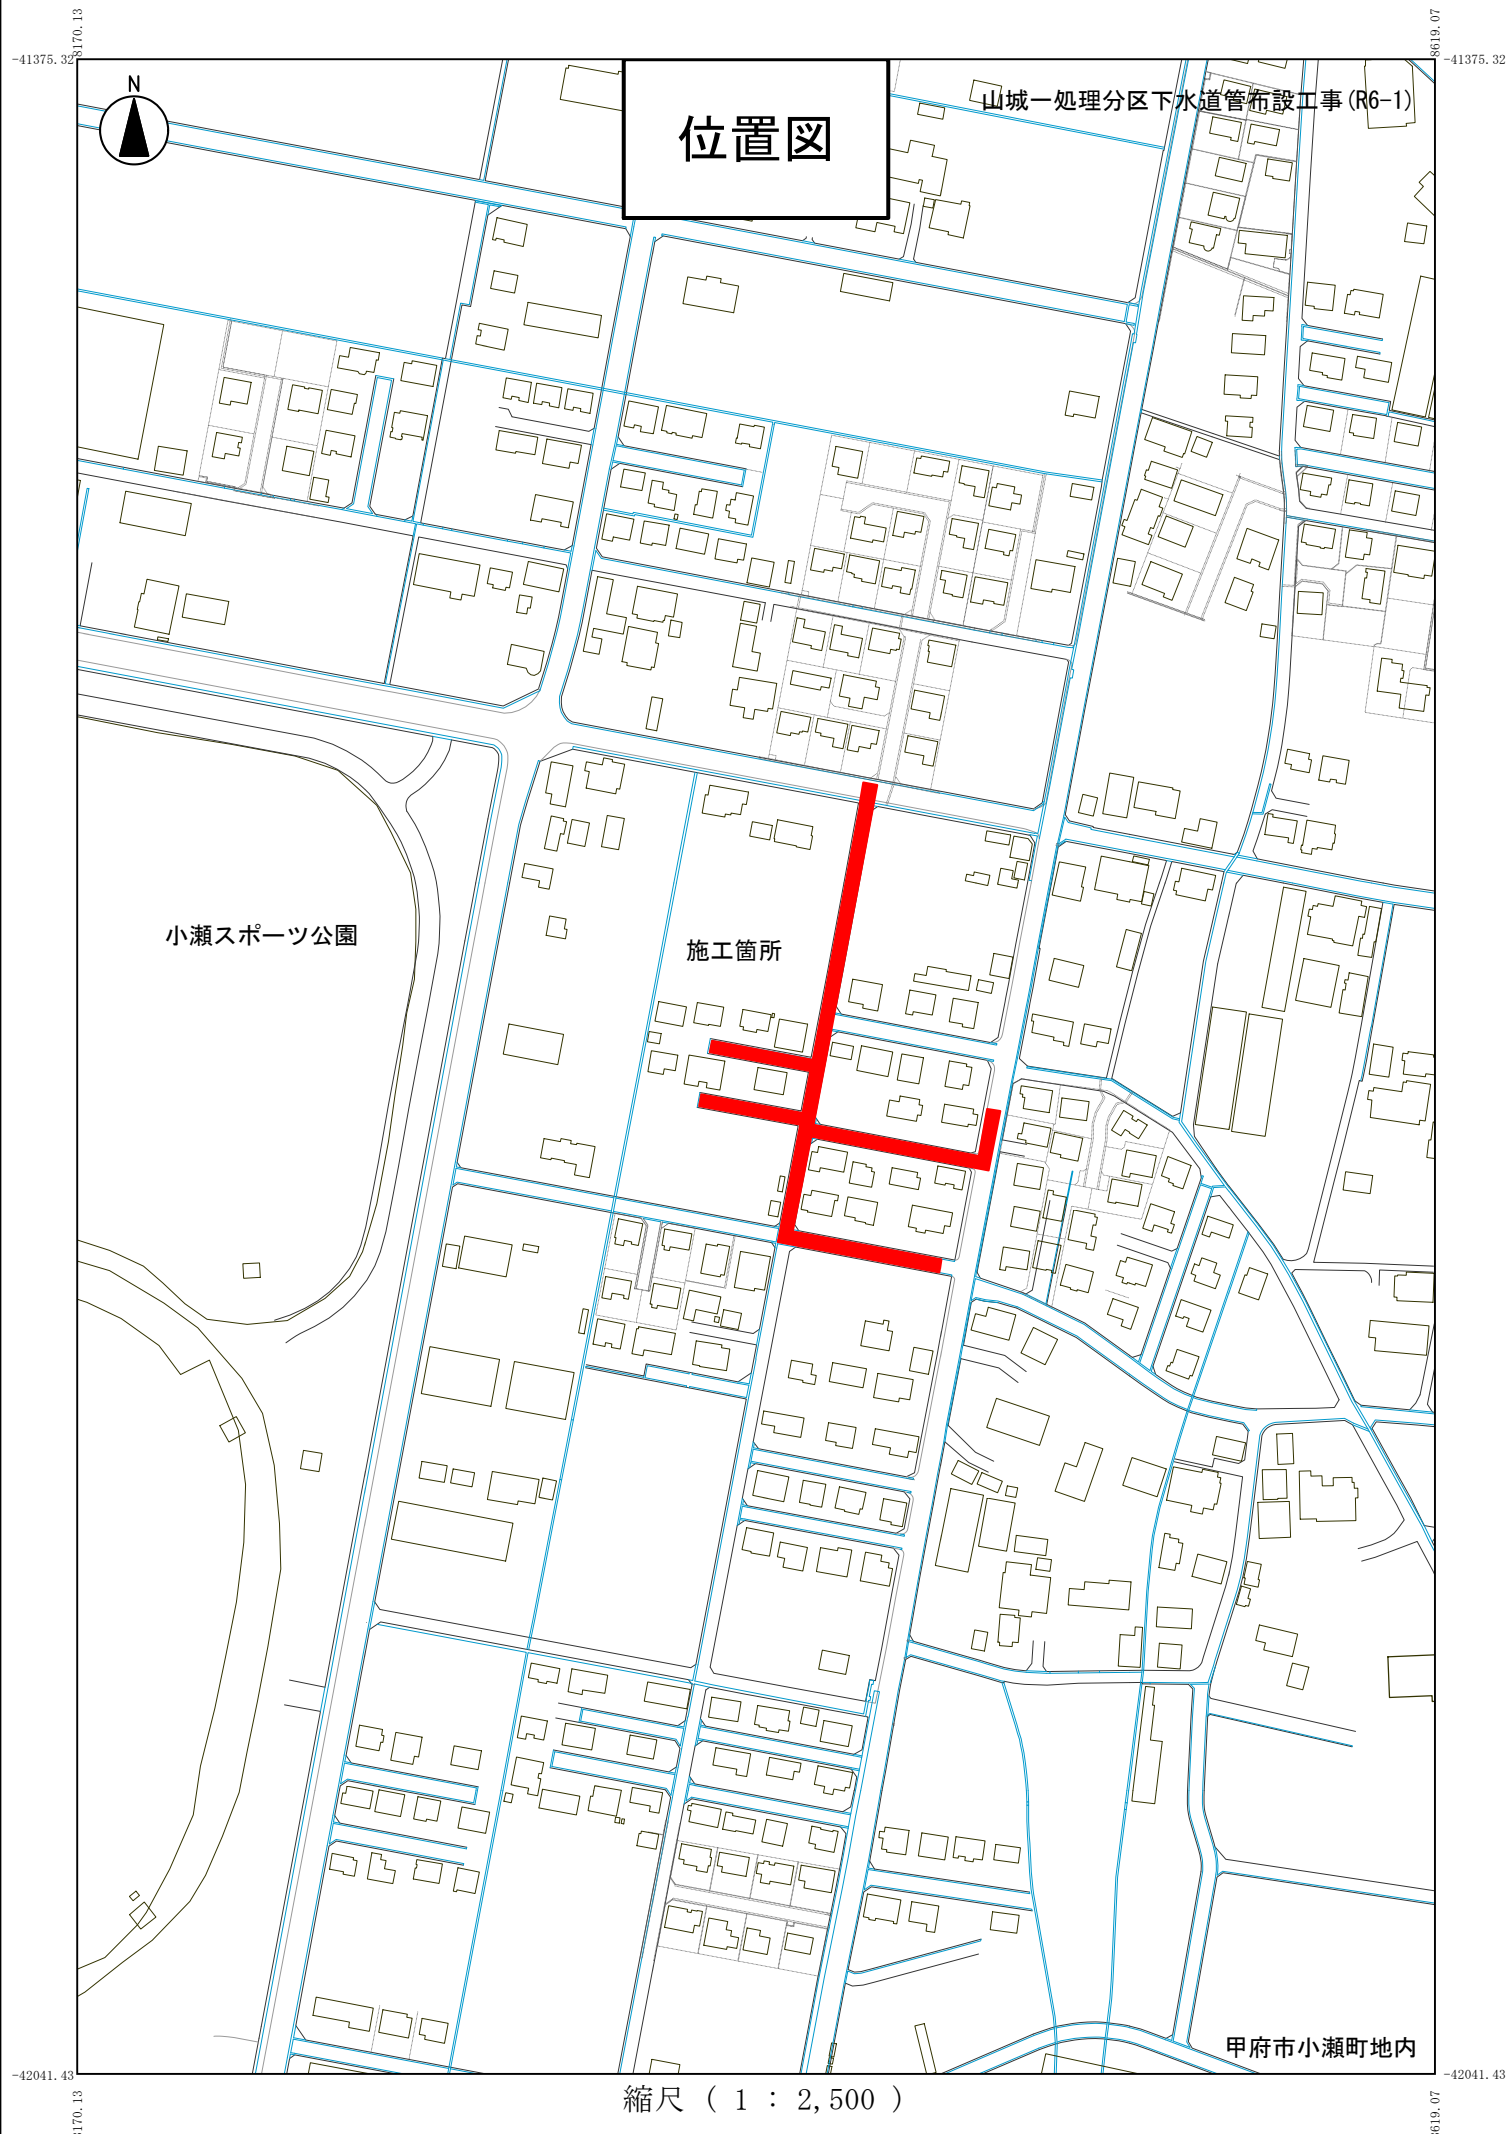 8170.13
8619.07
-41375.32
-41375.32
N
位置図
山城一処理分区下水道管布設工事(R6-1)
小瀬スポーツ公園
施工箇所
甲府市小瀬町地内
-42041.43
-42041.43
縮尺 ( 1 : 2,500 )
8170.13
8619.07